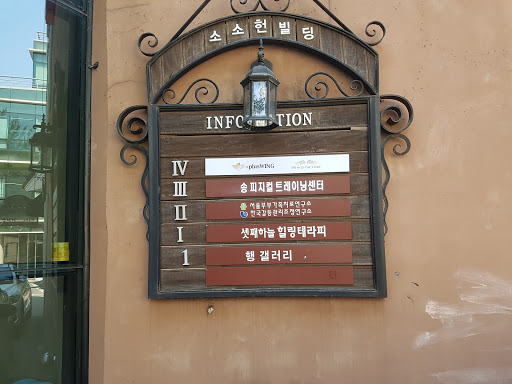 소소헌빌딩
INFORMATION
IV plusWING
III 송 피지컬 트레이닝센터
II 서울부부가족치료연구소
한국갈등관리조정연구소
I 셋째하늘 힐링테라피
1 행 갤러리